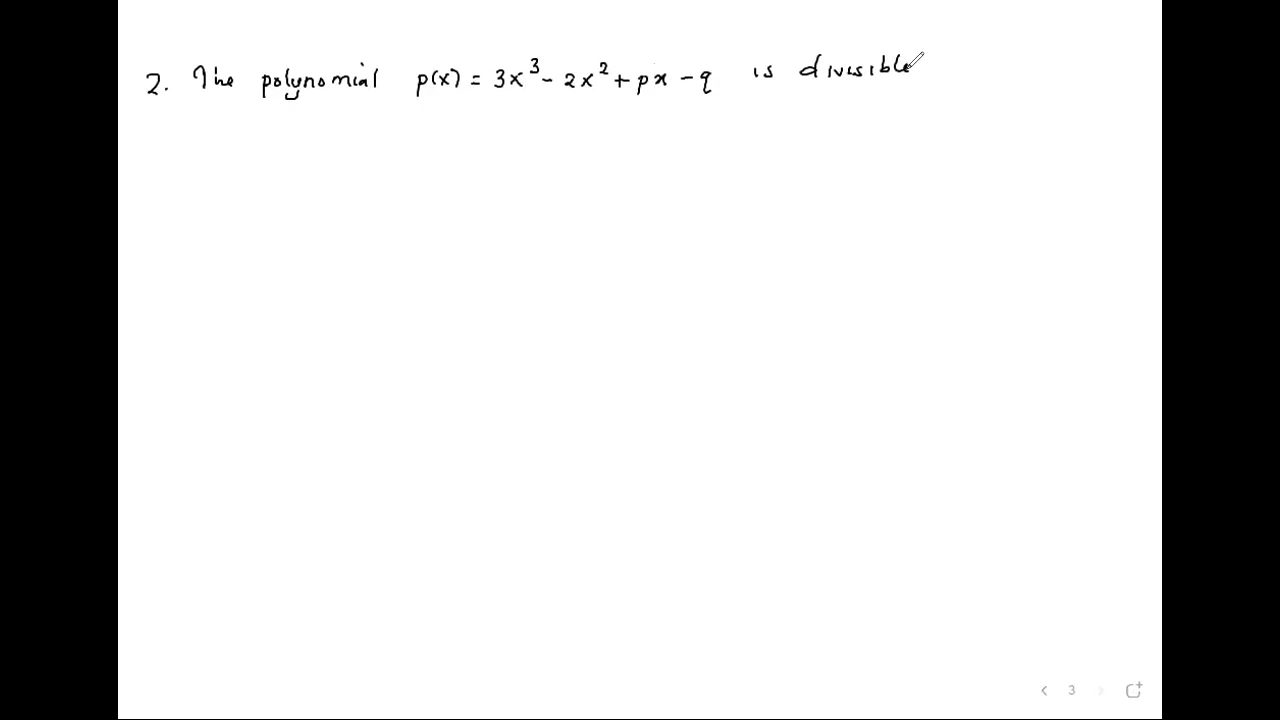 2. The polynomial p(x) = 3x³ - 2x² + px - q is divisible
3